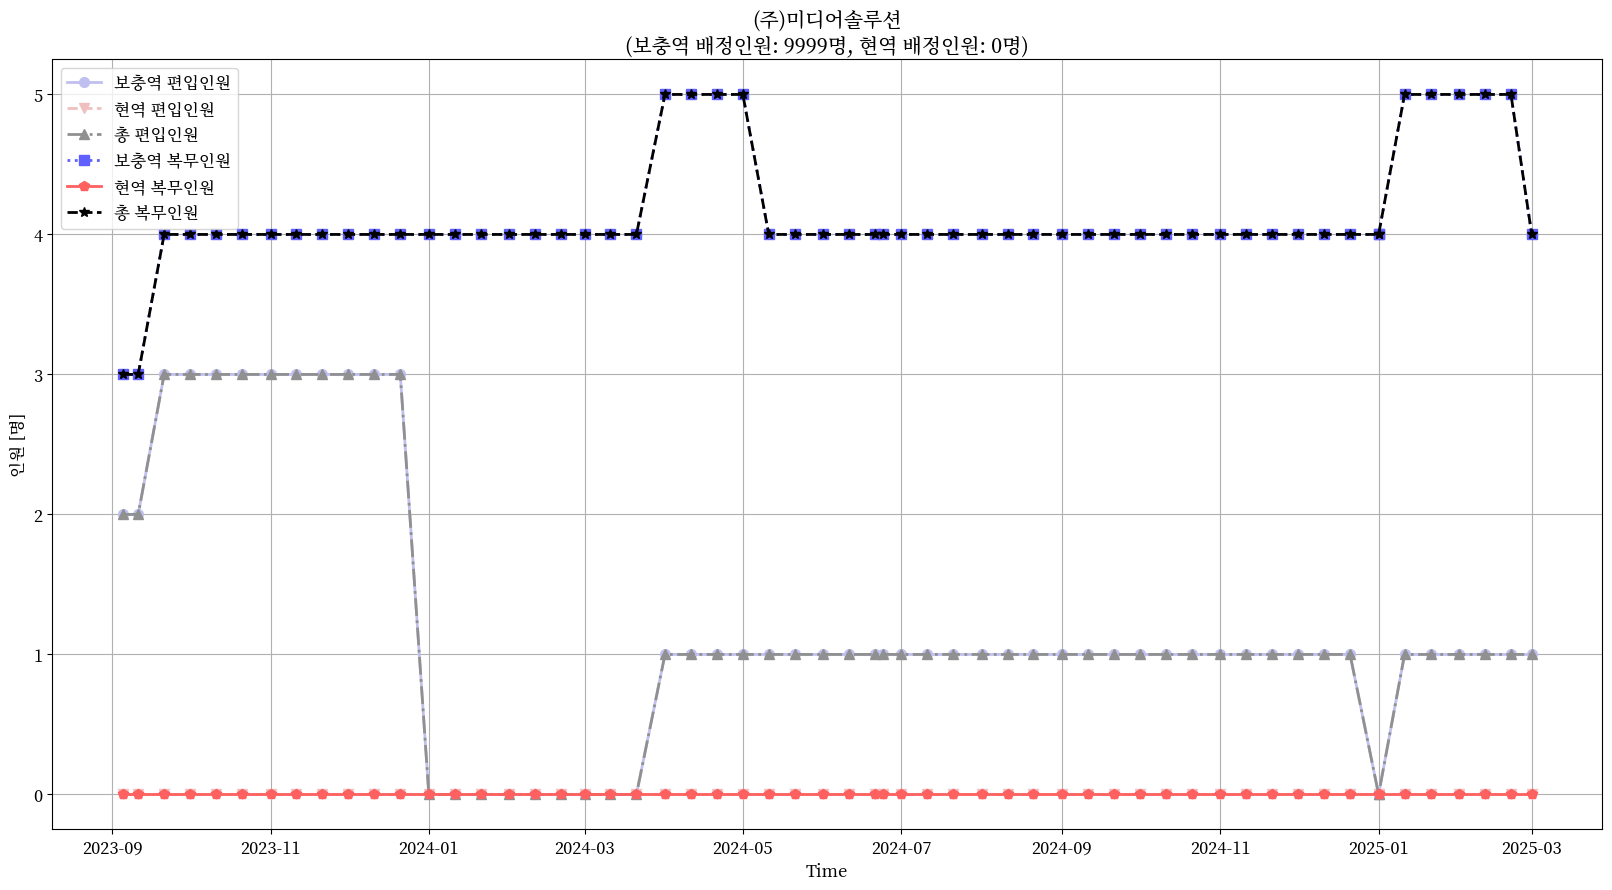 (주)미디어솔루션
(보충역 배정인원: 9999명, 현역 배정인원: 0명)
보충역 편입인원
현역 편입인원
총 편입인원
보충역 복무인원
현역 복무인원
총 복무인원
5
4
3
2
1
0
인원 [명]
2023-09
2023-11
2024-01
2024-03
2024-05
2024-07
2024-09
2024-11
2025-01
2025-03
Time